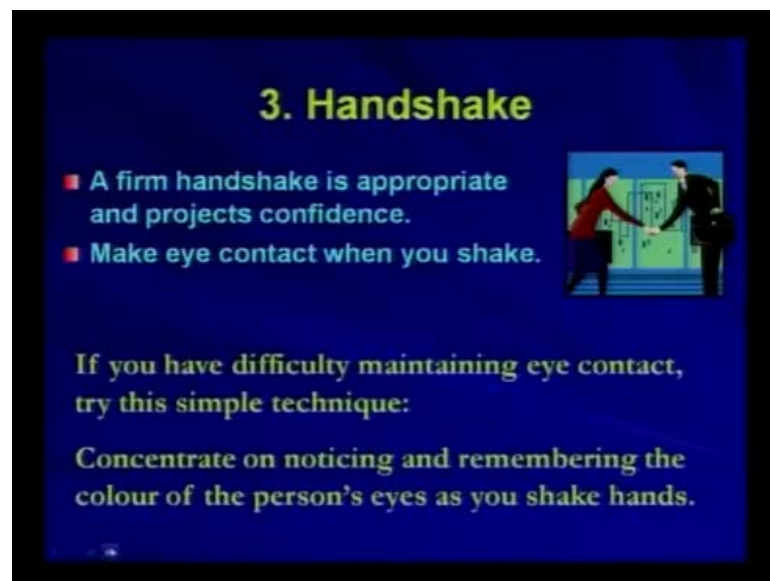 3. Handshake
A firm handshake is appropriate
and projects confidence.
Make eye contact when you shake.
If you have difficulty maintaining eye contact,
try this simple technique:
Concentrate on noticing and remembering the
colour of the person's eyes as you shake hands.